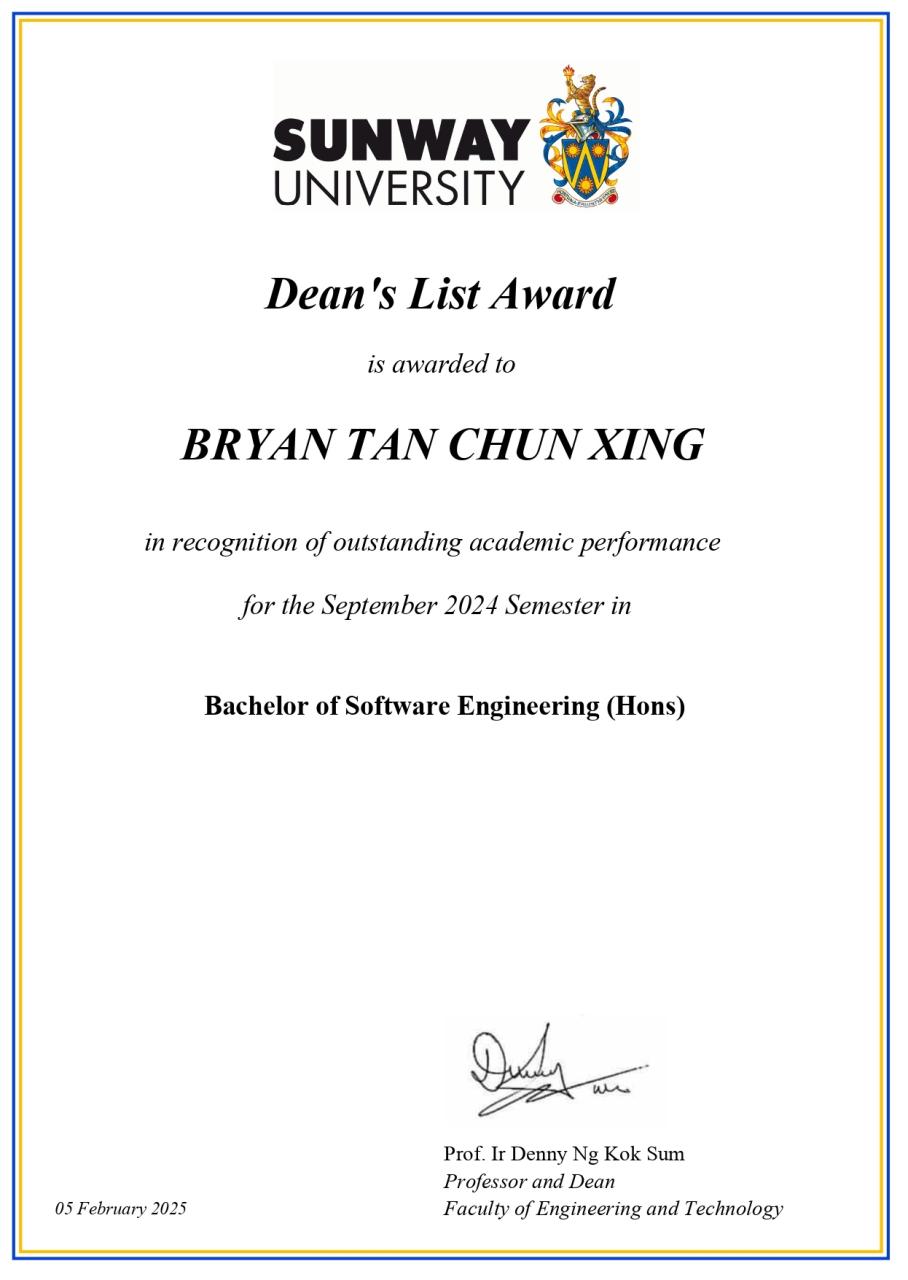 SUNWAY
UNIVERSITY
Dean's List Award
is awarded to
BRYAN TAN CHUN XING
in recognition of outstanding academic performance
for the September 2024 Semester in
Bachelor of Software Engineering (Hons)
Prof. Ir Denny Ng Kok Sum
Professor and Dean
05 February 2025
Faculty of Engineering and Technology